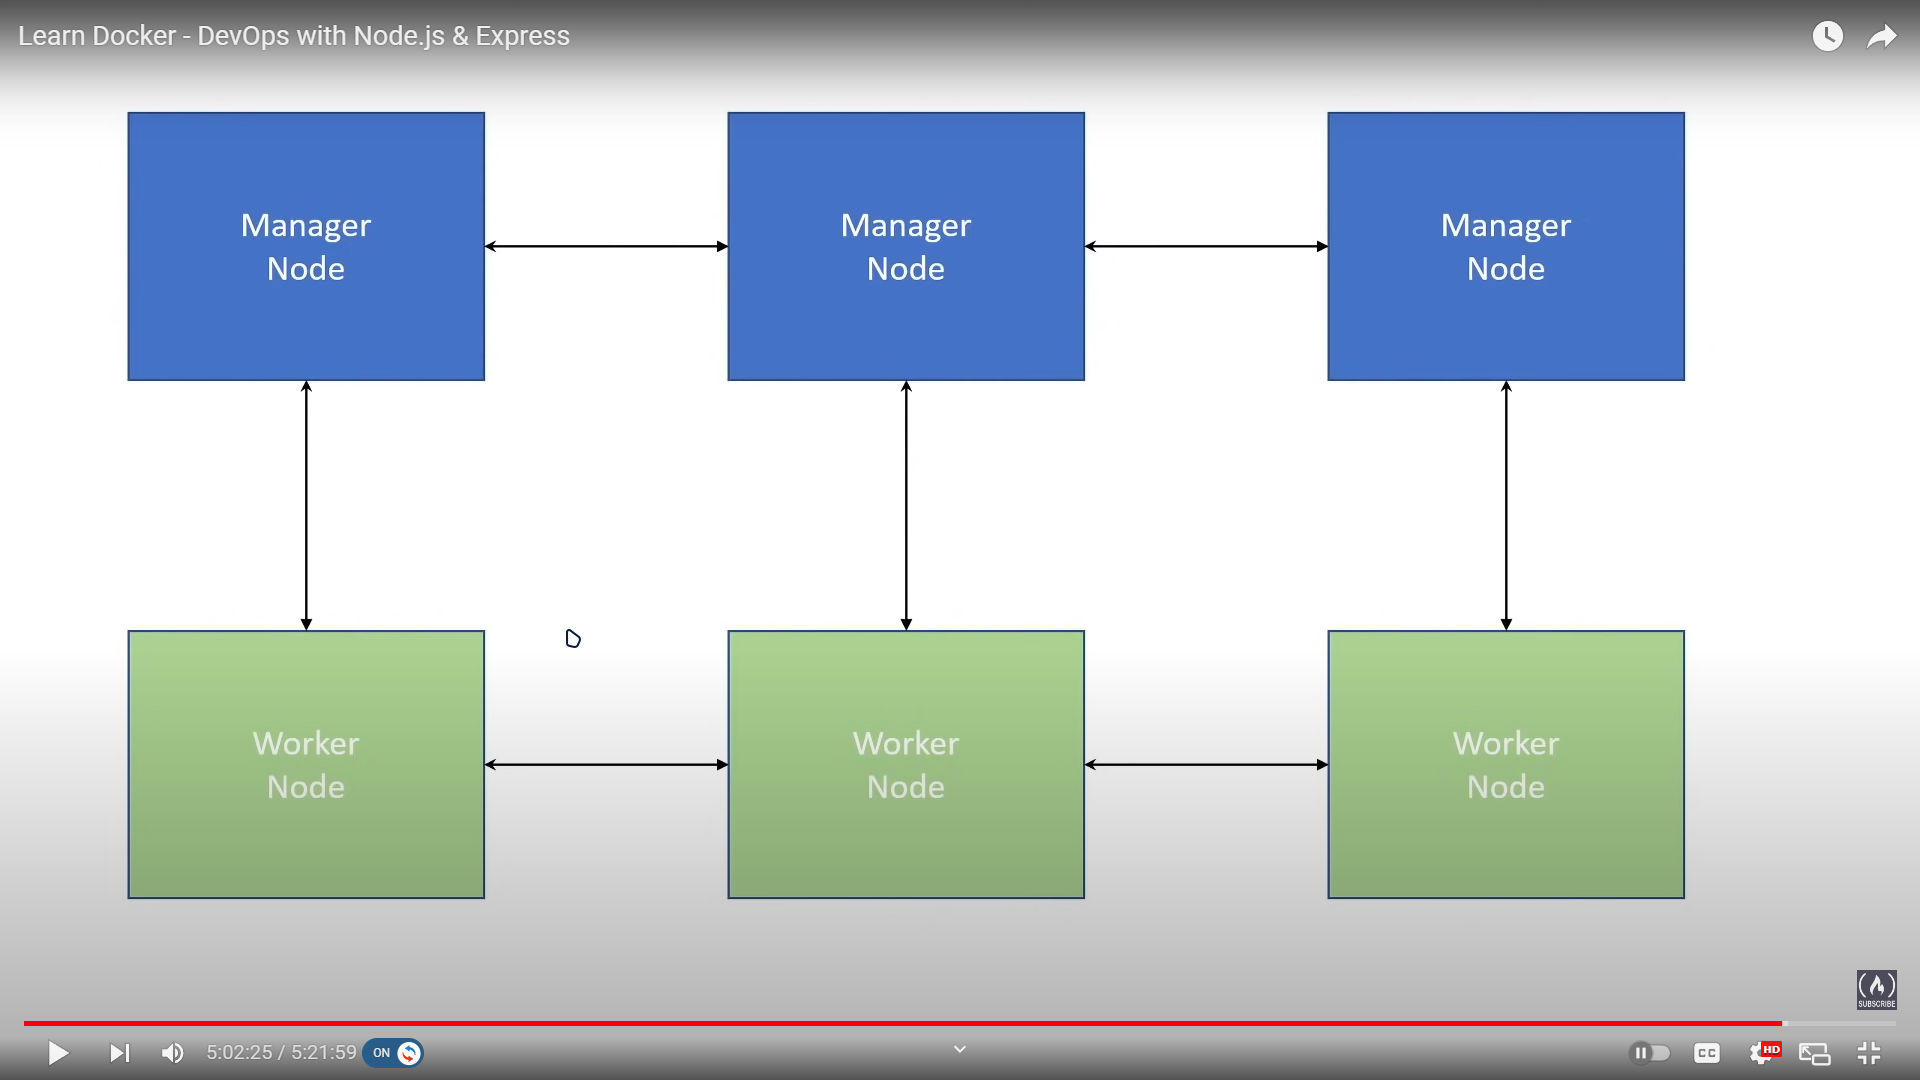 Learn Docker - DevOps with Node.js & Express
Manager
Node
Manager
Node
Manager
Node
Worker
Node
Worker
Node
Worker
Node
SUBSCRIBE
5:02:25 / 5:21:59
ON
CC
HD